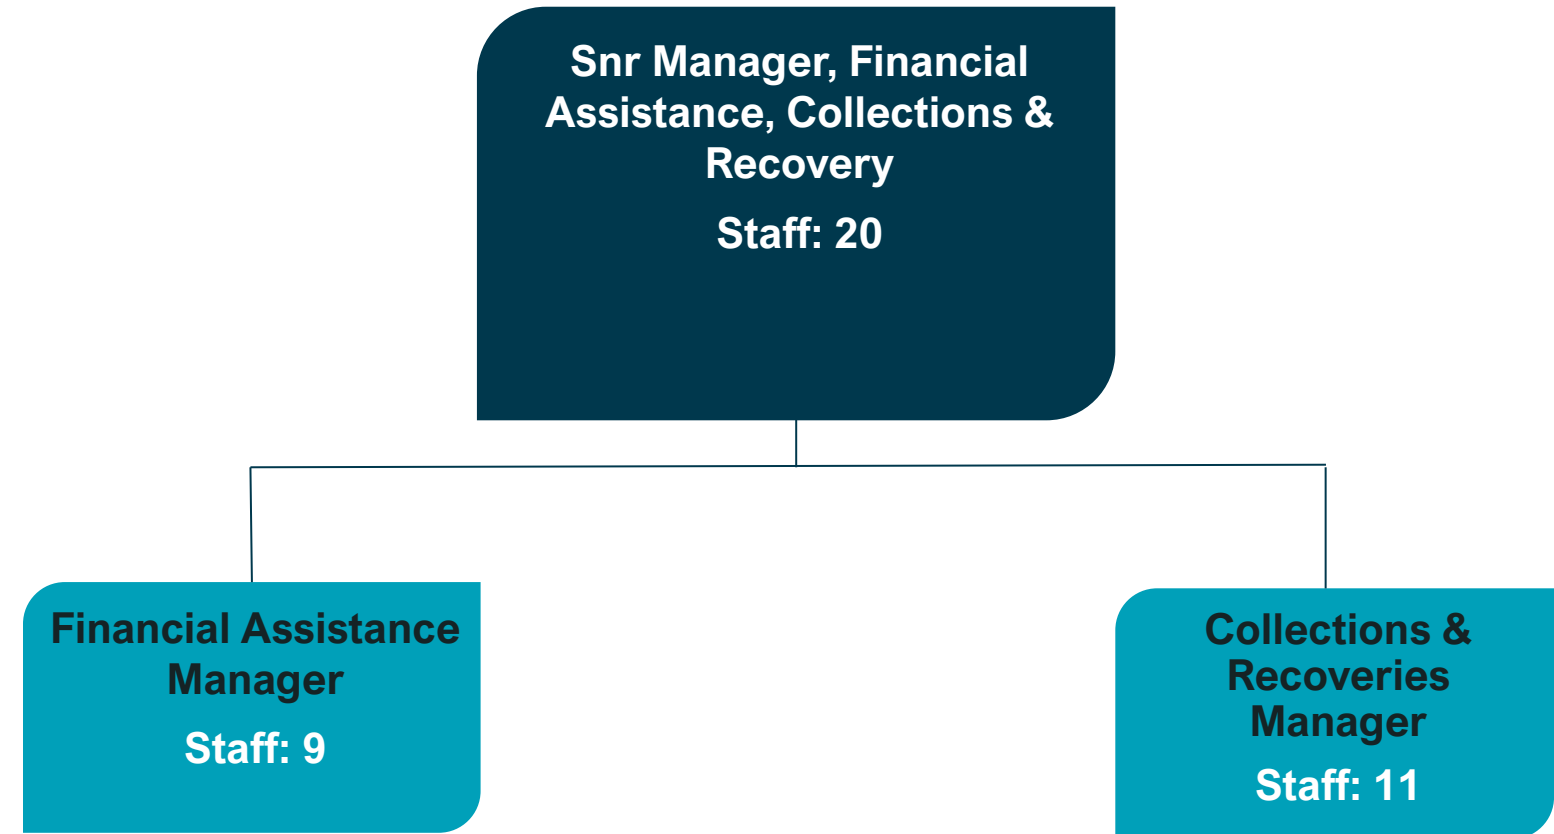 Snr Manager, Financial
Assistance, Collections &
Recovery
Staff: 20
Financial Assistance
Manager
Staff: 9
Collections &
Recoveries
Manager
Staff: 11